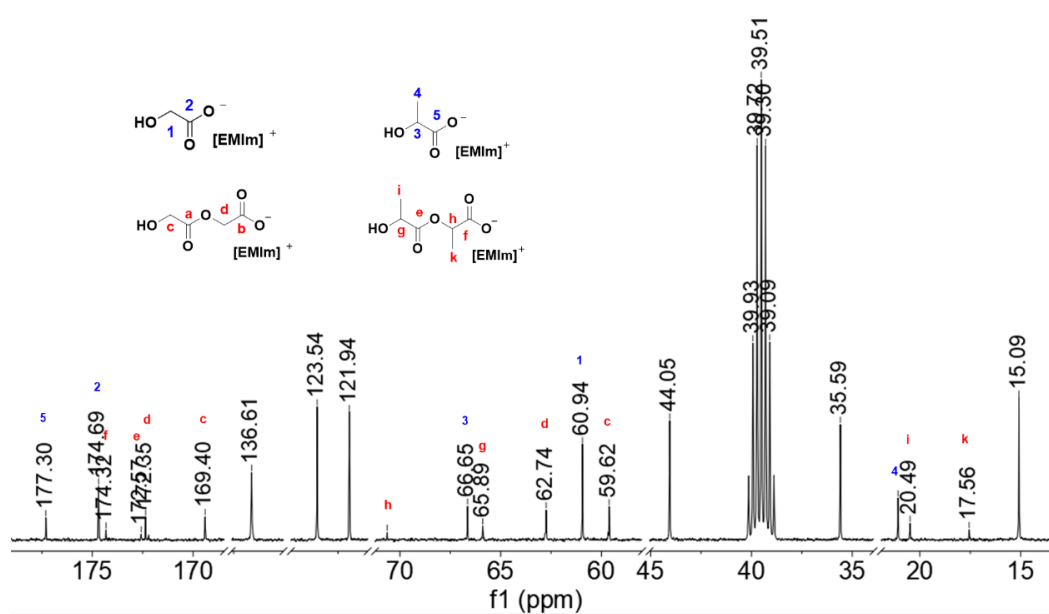 39.51
39.72
39.30
4
2
O
−
5
O
−
HO
1
O
[EMIm] +
HO
3
O
[EMIm]+
i
O
d
O
e
h
O
a
O
O
O−
HO
c
O
b
O−
HO
g
O
f
O−
[EMIm] +
k
[EMIm]+
39.93
39.09
123.54
121.94
1
2
5
3
4
f
e
d
c
g
d
c
h
i
k
177.30
174.69
174.32
172.57
172.35
169.40
136.61
66.65
65.89
62.74
60.94
59.62
44.05
35.59
20.49
17.56
15.09
175
170
70
65
60
45
40
35
20
15
f1 (ppm)